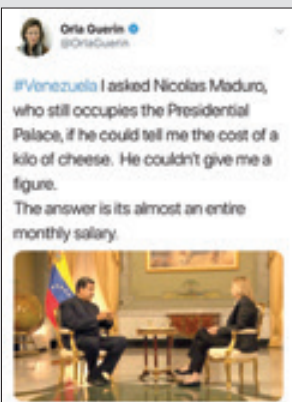 Orla Guerin
@OrlaGuerin
#Venezuela I asked Nicolas Maduro,
who still occupies the Presidential
Palace, if he could tell me the cost of a
kilo of cheese. He couldn't give me a
figure.
The answer is its almost an entire
monthly salary.